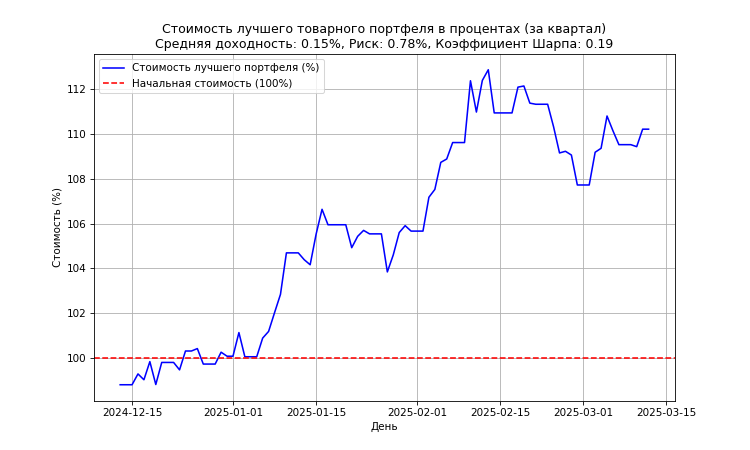 Стоимость лучшего товарного портфеля в процентах (за квартал)
Средняя доходность: 0.15%, Риск: 0.78%, Коэффициент Шарпа: 0.19
Стоимость лучшего портфеля (%)
Начальная стоимость (100%)
Стоимость (%)
112
110
108
106
104
102
100
2024-12-15
2025-01-01
2025-01-15
2025-02-01
2025-02-15
2025-03-01
2025-03-15
День